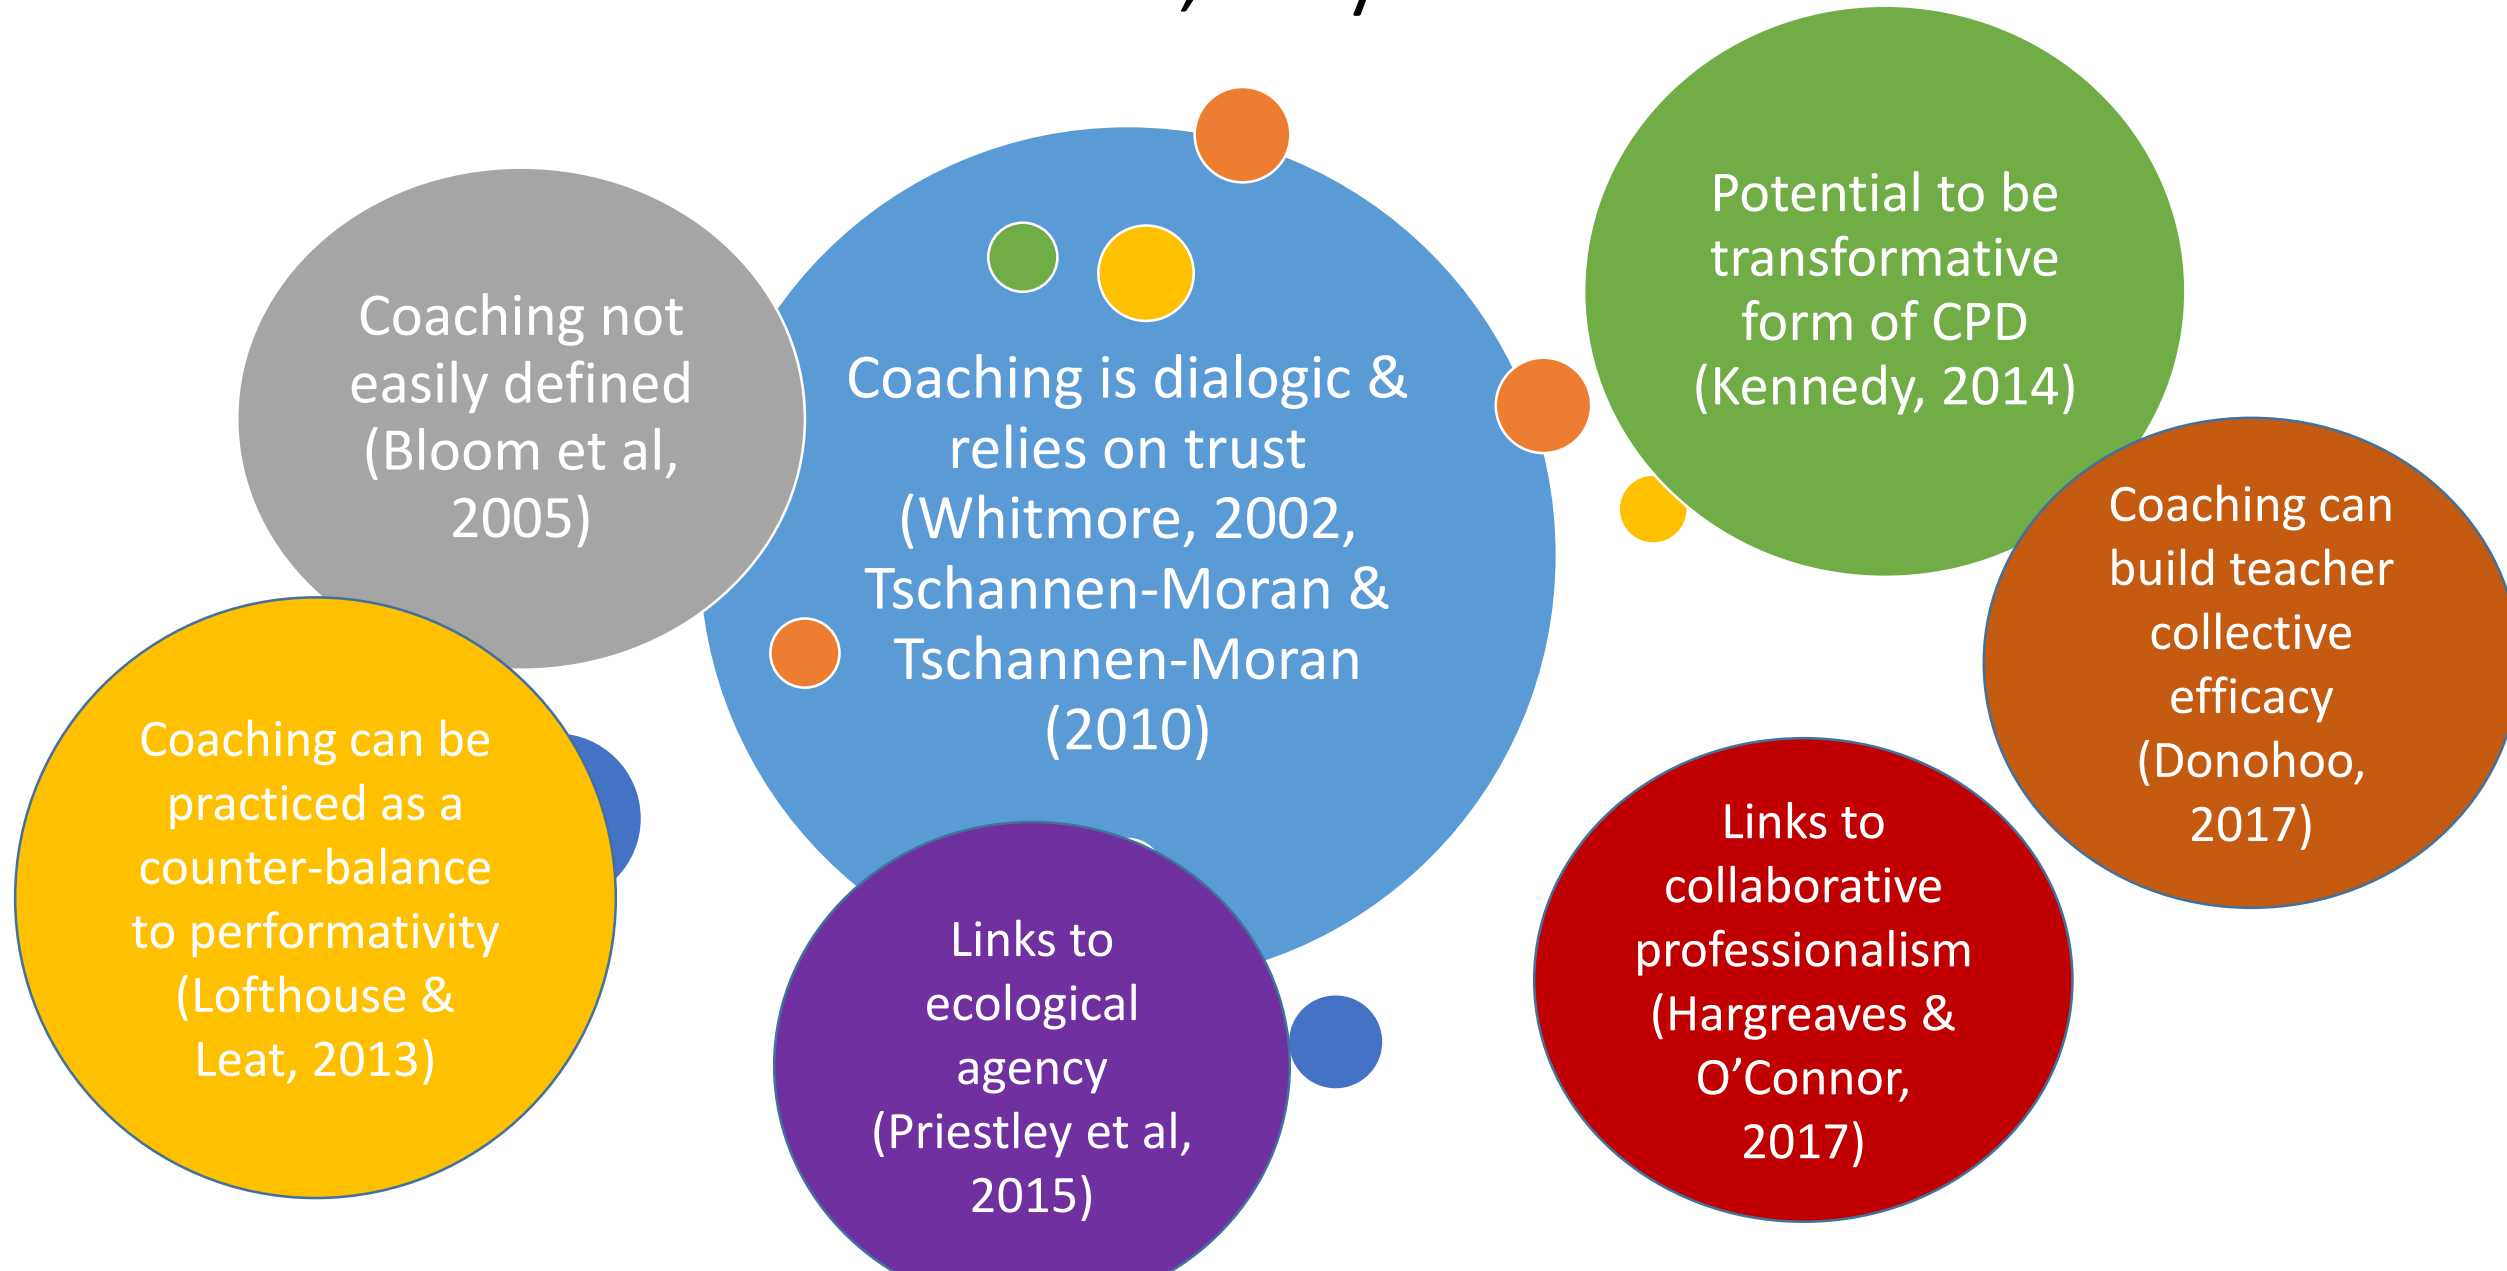 Coaching not
easily defined
(Bloom et al,
2005)
Coaching is dialogic &
relies on trust
(Whitmore, 2002,
Tschannen-Moran &
Tschannen-Moran
(2010)
Potential to be
transformative
form of CPD
(Kennedy, 2014)
Coaching can
build teacher
collective
efficacy
(Donohoo,
2017)
Coaching can be
practiced as a
counter-balance
to performativity
(Lofthouse &
Leat, 2013)
Links to
ecological
agency
(Priestley et al,
2015)
Links to
collaborative
professionalism
(Hargreaves &
O’Connor,
2017)